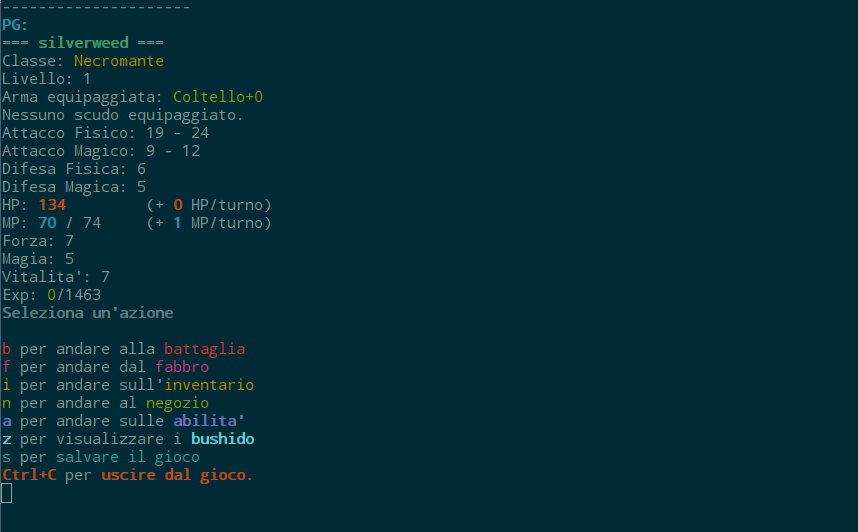 ---------------------
PG:
=== silverweed ===
Classe: Necromante
Livello: 1
Arma equipaggiata: Coltello+0
Nessuno scudo equipaggiato.
Attacco Fisico: 19 - 24
Attacco Magico: 9 - 12
Difesa Fisica: 6
Difesa Magica: 5
HP: 134         (+ 0 HP/turno)
MP: 70 / 74     (+ 1 MP/turno)
Forza: 7
Magia: 5
Vitalita': 7
Exp: 0/1463
Seleziona un'azione
b per andare alla battaglia
f per andare dal fabbro
i per andare sull'inventario
n per andare al negozio
a per andare sulle abilita'
z per visualizzare i bushido
s per salvare il gioco
Ctrl+C per uscire dal gioco.